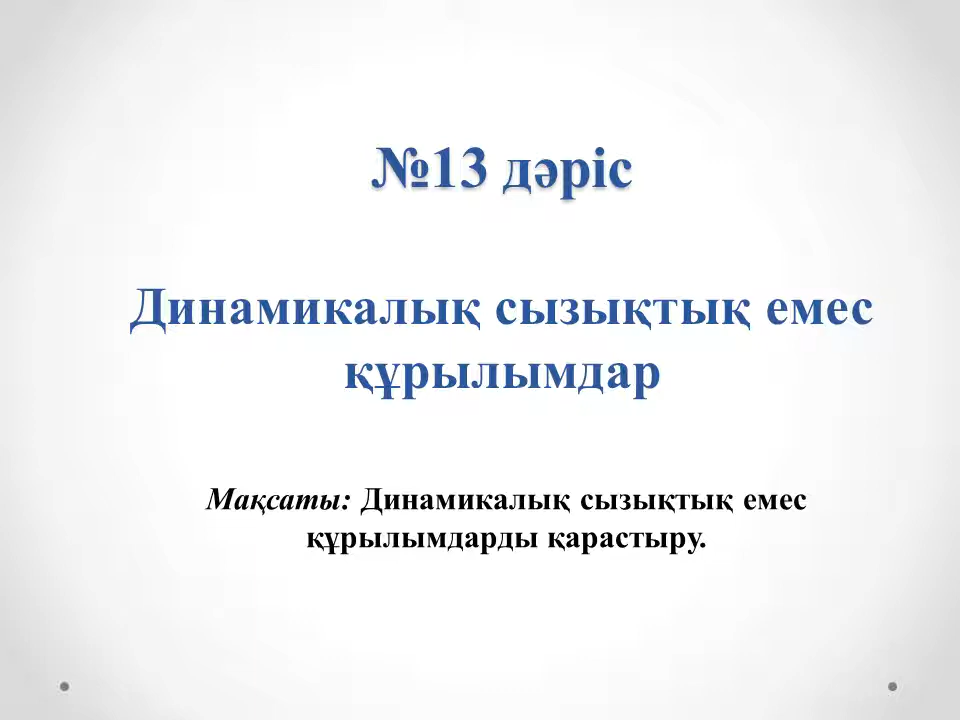 №13 дәріс
Динамикалық сызықтық емес
құрылымдар
Мақсаты: Динамикалық сызықтық емес
құрылымдарды қарастыру.